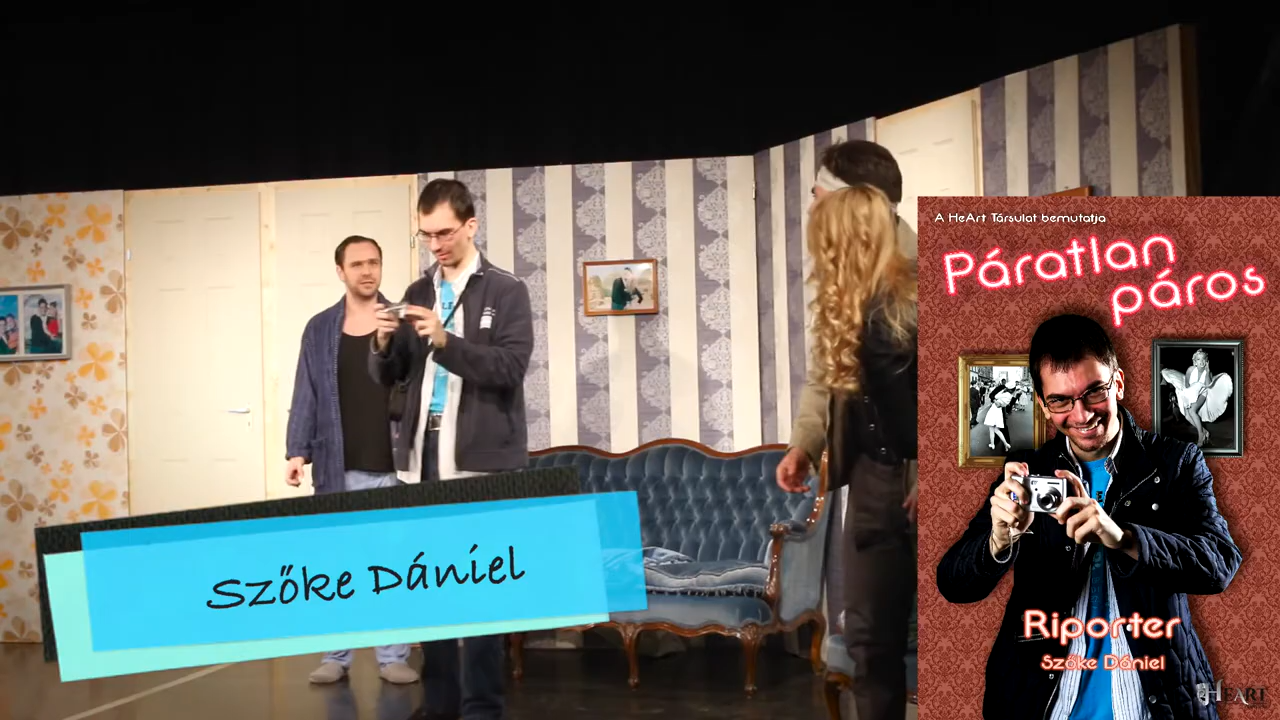 Szőke Dániel
A HeArt Társulat bemutatja
Páratlan
páros
Riporter
Szőke Dániel
HEART